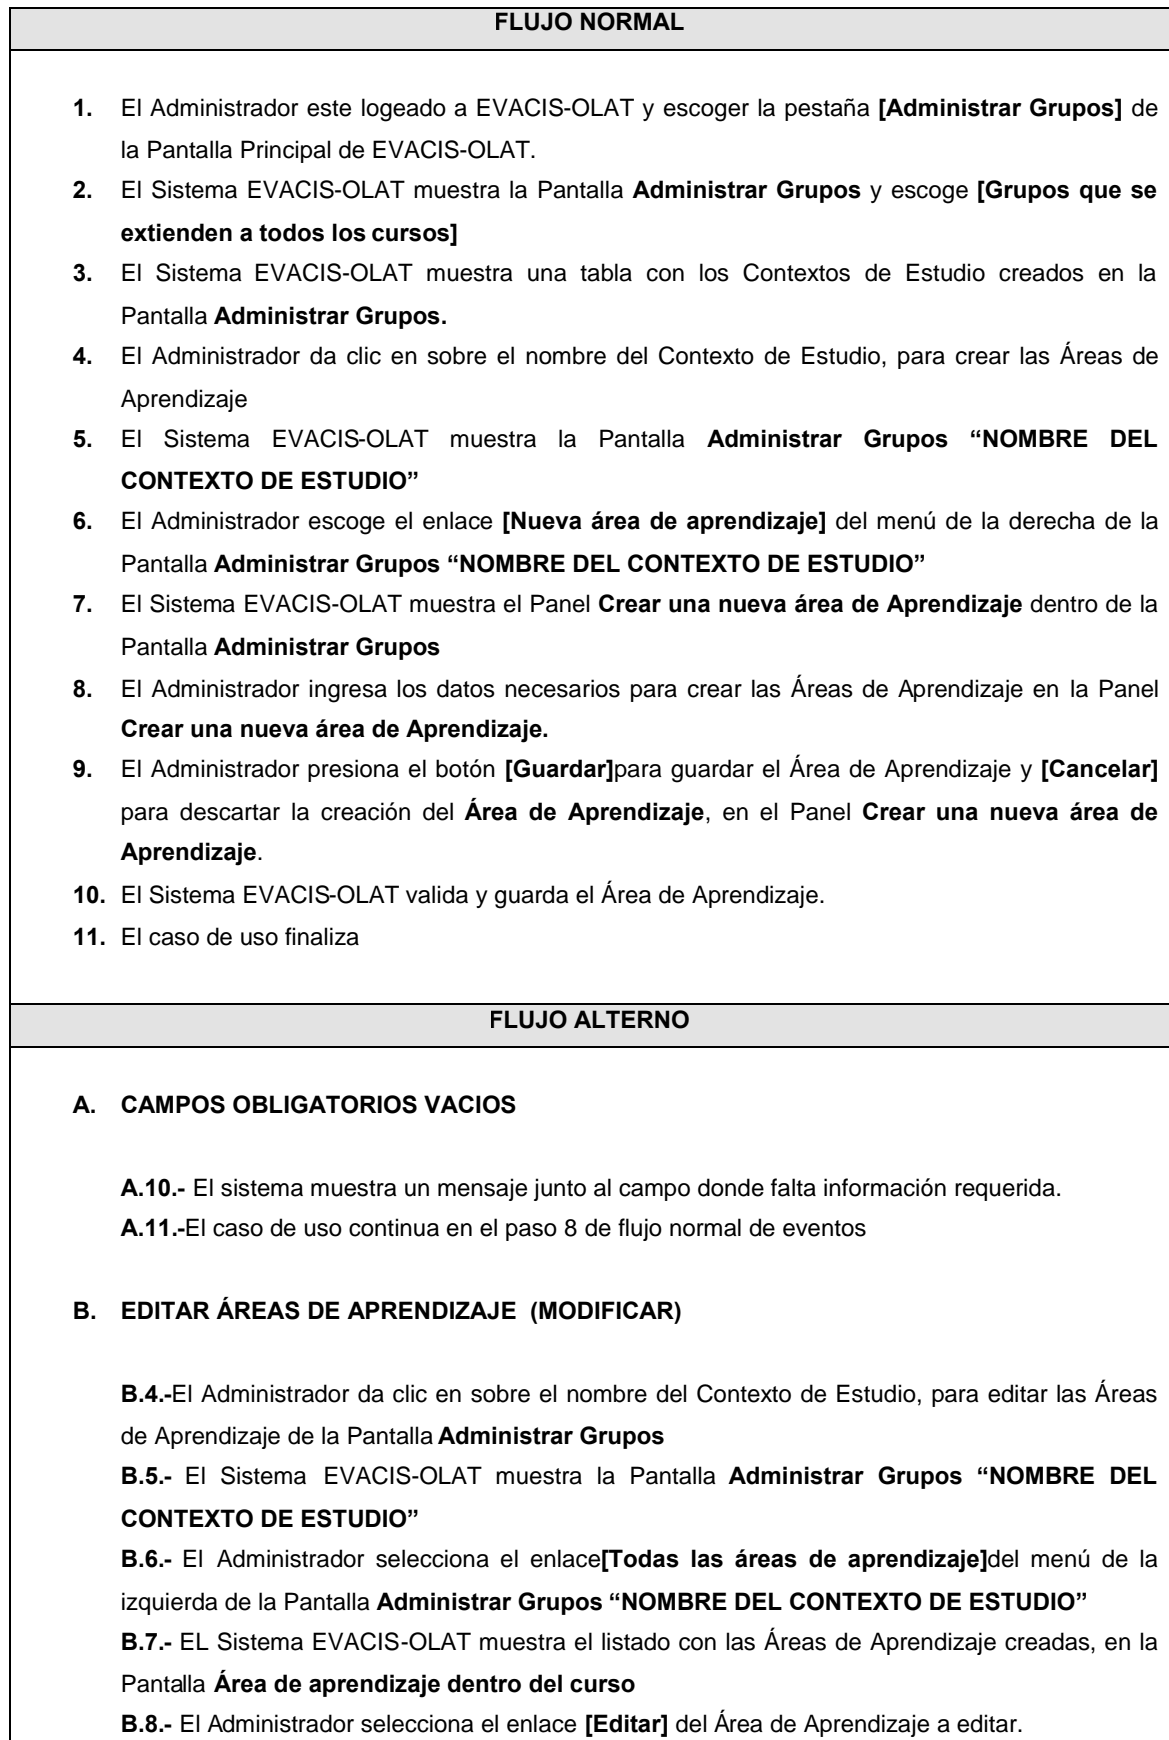 FLUJO NORMAL
1. El Administrador este logeado a EVACIS-OLAT y escoger la pestaña [Administrar Grupos] de
la Pantalla Principal de EVACIS-OLAT.
2. El Sistema EVACIS-OLAT muestra la Pantalla Administrar Grupos y escoge [Grupos que se
extienden a todos los cursos]
3. El Sistema EVACIS-OLAT muestra una tabla con los Contextos de Estudio creados en la
Pantalla Administrar Grupos.
4. El Administrador da clic en sobre el nombre del Contexto de Estudio, para crear las Áreas de
Aprendizaje
5. El Sistema EVACIS-OLAT muestra la Pantalla Administrar Grupos “NOMBRE DEL
CONTEXTO DE ESTUDIO”
6. El Administrador escoge el enlace [Nueva área de aprendizaje] del menú de la derecha de la
Pantalla Administrar Grupos “NOMBRE DEL CONTEXTO DE ESTUDIO”
7. El Sistema EVACIS-OLAT muestra el Panel Crear una nueva área de Aprendizaje dentro de la
Pantalla Administrar Grupos
8. El Administrador ingresa los datos necesarios para crear las Áreas de Aprendizaje en la Panel
Crear una nueva área de Aprendizaje.
9. El Administrador presiona el botón [Guardar]para guardar el Área de Aprendizaje y [Cancelar]
para descartar la creación del Área de Aprendizaje, en el Panel Crear una nueva área de
Aprendizaje.
10. El Sistema EVACIS-OLAT valida y guarda el Área de Aprendizaje.
11. El caso de uso finaliza
FLUJO ALTERNO
A. CAMPOS OBLIGATORIOS VACIOS
A.10.- El sistema muestra un mensaje junto al campo donde falta información requerida.
A.11.-El caso de uso continua en el paso 8 de flujo normal de eventos
B. EDITAR ÁREAS DE APRENDIZAJE (MODIFICAR)
B.4.-El Administrador da clic en sobre el nombre del Contexto de Estudio, para editar las Áreas
de Aprendizaje de la Pantalla Administrar Grupos
B.5.- El Sistema EVACIS-OLAT muestra la Pantalla Administrar Grupos “NOMBRE DEL
CONTEXTO DE ESTUDIO”
B.6.- El Administrador selecciona el enlace[Todas las áreas de aprendizaje]del menú de la
izquierda de la Pantalla Administrar Grupos “NOMBRE DEL CONTEXTO DE ESTUDIO”
B.7.- EL Sistema EVACIS-OLAT muestra el listado con las Áreas de Aprendizaje creadas, en la
Pantalla Área de aprendizaje dentro del curso
B.8.- El Administrador selecciona el enlace [Editar] del Área de Aprendizaje a editar.